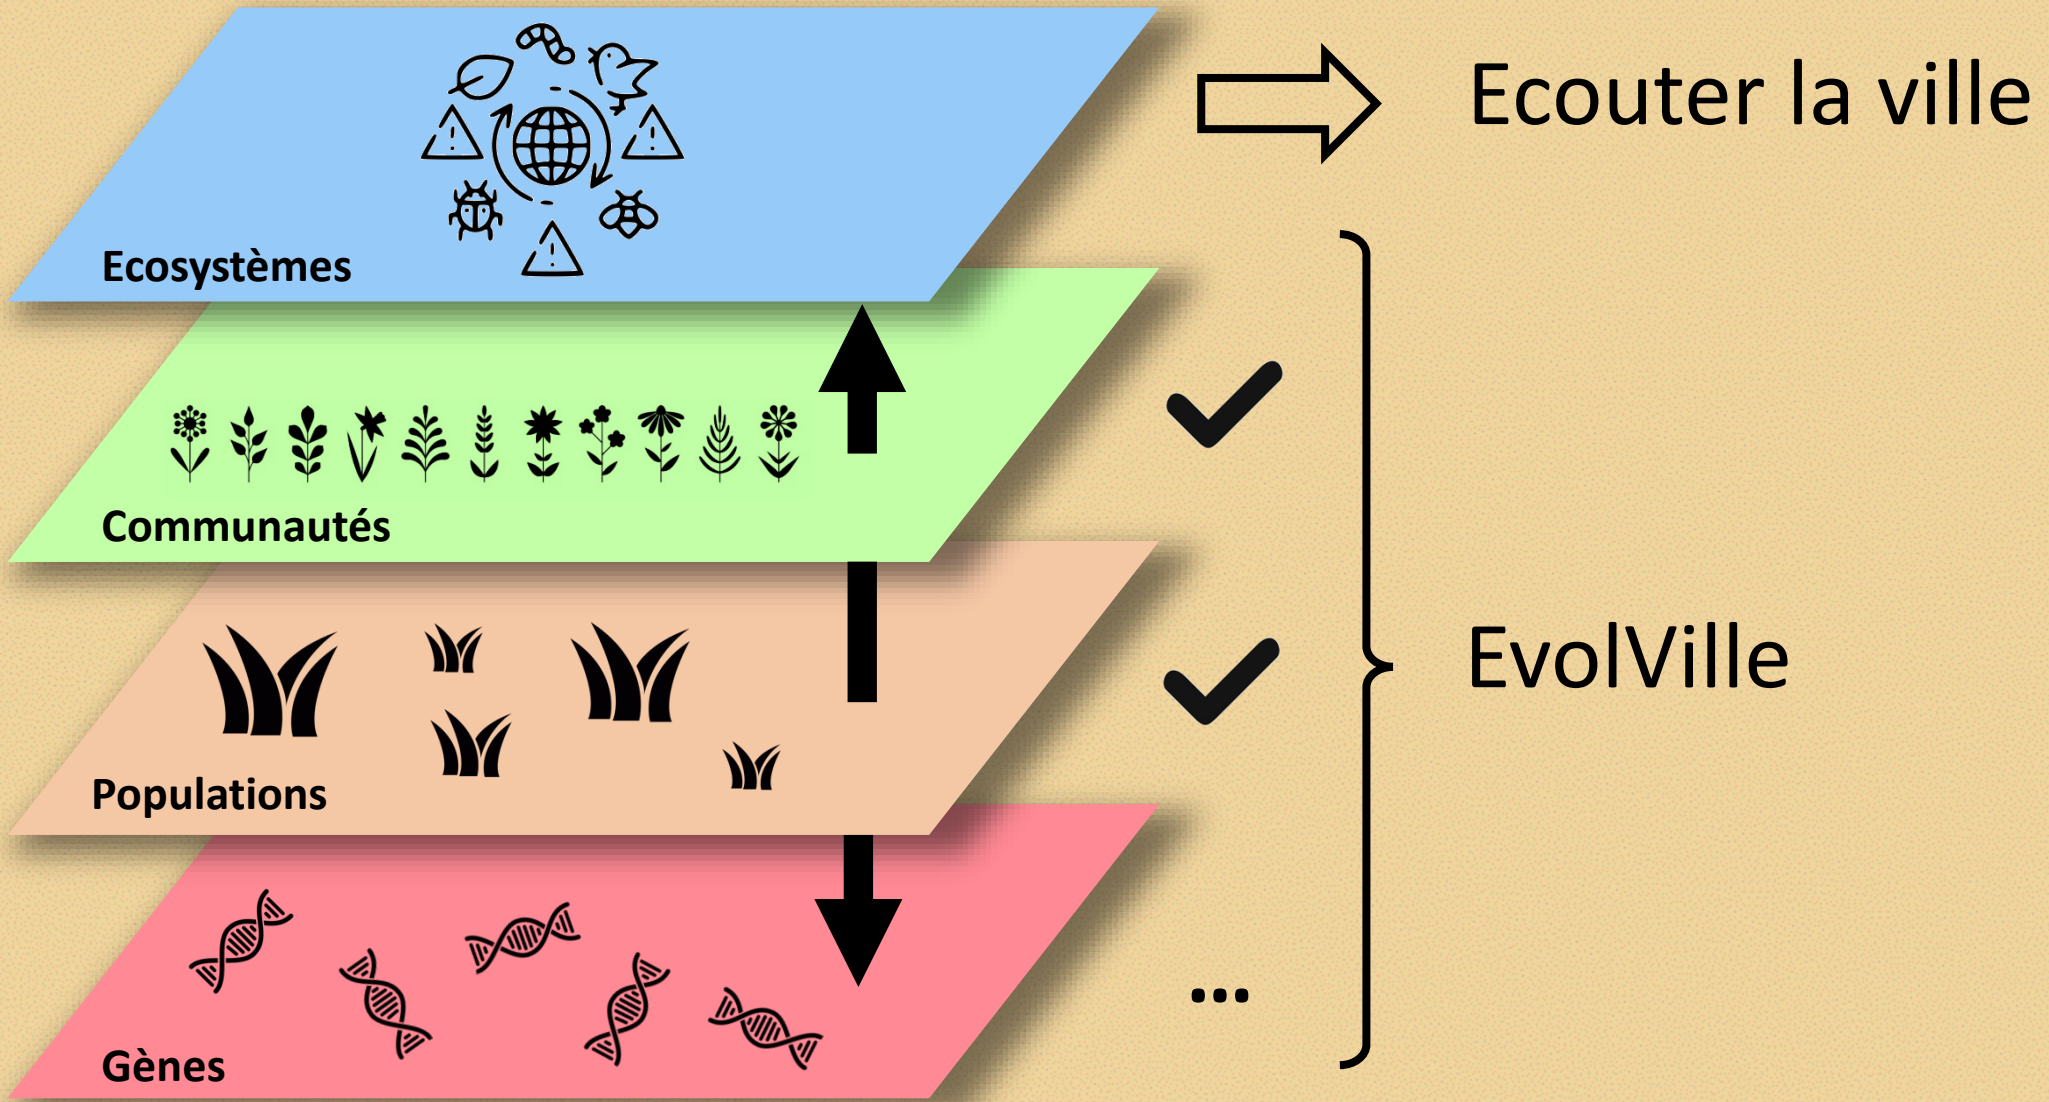 Ecouter la ville
Ecosystèmes
Communautés
EvolVille
Populations
...
Gènes